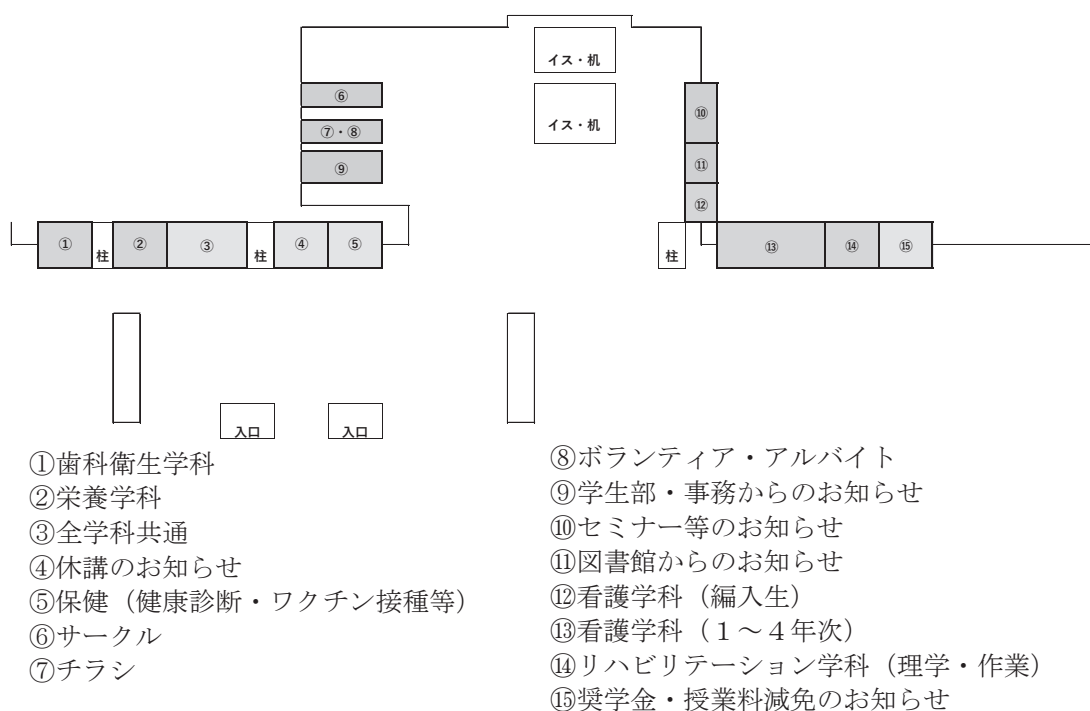 イス・机
イス・机
⑥
⑦・⑧
⑨
⑩
⑪
⑫
①
柱
②
③
柱
④
⑤
柱
⑬
⑭
⑮
入口
入口
①歯科衛生学科
②栄養学科
③全学科共通
④休講のお知らせ
⑤保健（健康診断・ワクチン接種等）
⑥サークル
⑦チラシ
⑧ボランティア・アルバイト
⑨学生部・事務からのお知らせ
⑩セミナー等のお知らせ
⑪図書館からのお知らせ
⑫看護学科（編入生）
⑬看護学科（１～４年次）
⑭リハビリテーション学科（理学・作業）
⑮奨学金・授業料減免のお知らせ